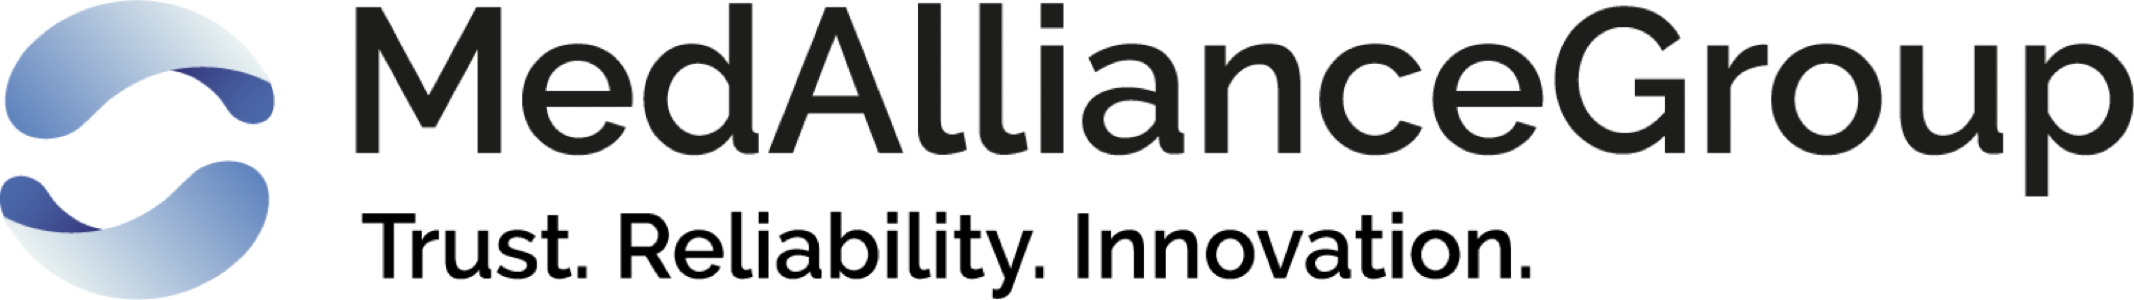 MedAllianceGroup
Trust. Reliability. Innovation.